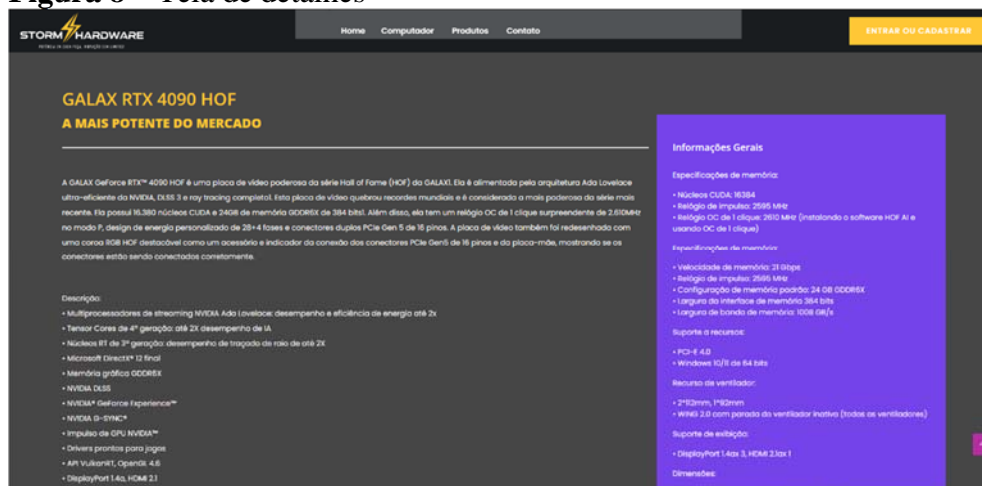 Figura 8 – Tela de detalhes
STORM HARDWARE
Home Computador Produtos Contato
ENTRAR OU CADASTRAR
GALAX RTX 4090 HOF
A MAIS POTENTE DO MERCADO
A GALAX GeForce RTX™ 4090 HOF é uma placa de vídeo poderosa da série Hall of Fame (HOF) da GALAX1. Ela é alimentada pela arquitetura Ada Lovelace
ultra-eficiente da NVIDIA, DLSS 3 e ray tracing completo1. Esta placa de vídeo quebrou recordes mundiais e é considerada a mais poderosa da série mais
recente. Ela possui 16.380 núcleos CUDA e 24GB de memória GDDR6X de 384 bits1. Além disso, ela tem um relógio OC de 1 clique surpreendente de 2.610MHz
no modo P, design de energia personalizado de 28+4 fases e conectores duplos PCIe Gen 5 de 16 pinos. A placa de vídeo também foi redesenhada com
uma coroa RGB HOF destacável como um acessório e indicador da conexão dos conectores PCIe Gen5 de 16 pinos e da placa-mãe, mostrando se os
conectores estão sendo conectados corretamente.
Descrição:
• Multiprocessadores de streaming NVIDIA Ada Lovelace: desempenho e eficiência de energia até 2x
• Tensor Cores de 4ª geração: até 2X desempenho de IA
• Núcleos RT de 3ª geração: desempenho de traçado de raio de até 2X
• Microsoft DirectX® 12 final
• Memória gráfica GDDR6X
• NVIDIA DLSS
• NVIDIA® GeForce Experience™
• NVIDIA G-SYNC®
• Impulso de GPU NVIDIA™
• Drivers prontos para jogos
• API VulkanRT, OpenGL 4.6
• DisplayPort 1.4a, HDMI 2.1
Informações Gerais
Especificações de memória:
• Núcleos CUDA: 16384
• Relógio de impulso: 2595 MHz
• Relógio OC de 1 clique: 2610 MHz (instalando o software HOF AI e
usando OC de 1 clique)
Especificações de memória:
• Velocidade de memória: 21 Gbps
• Relógio de impulso: 2595 MHz
• Configuração de memória padrão: 24 GB GDDR6X
• Largura da interface de memória 384 bits
• Largura de banda de memória: 1008 GB/s
Suporte a recursos:
• PCI-E 4.0
• Windows 10/11 de 64 bits
Recurso de ventilador:
• 2*112mm, 1*92mm
• WING 2.0 com parada do ventilador inativo (todos os ventiladores)
Suporte de exibição:
• DisplayPort 1.4ax 3, HDMI 2.1ax 1
Dimensões: